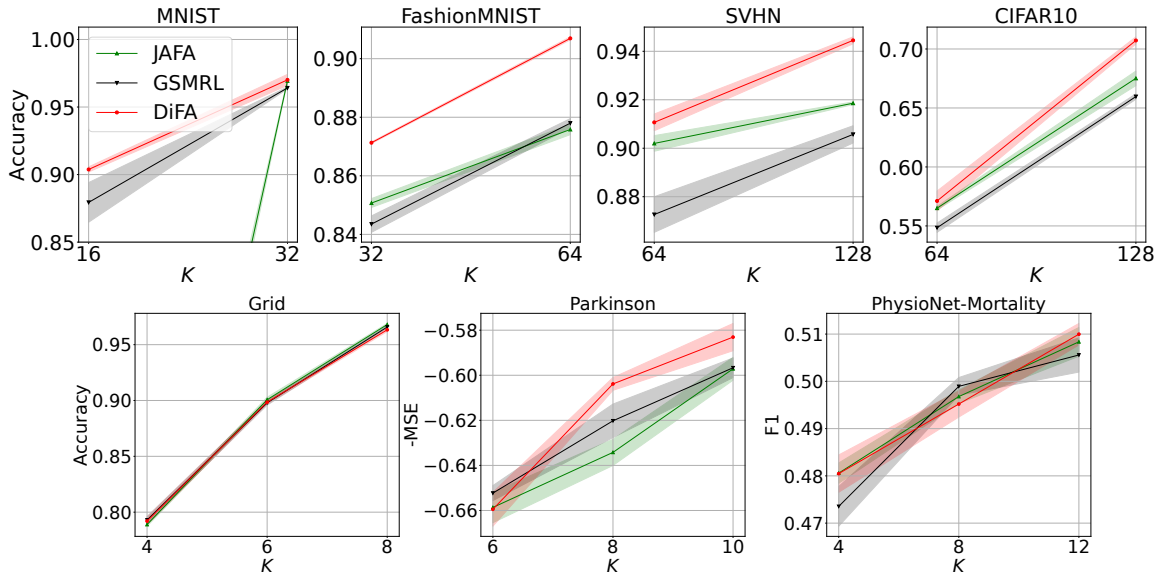 MNIST
1.00
0.95
0.90
0.85
Accuracy
16
32
K
JAFA
GSMRL
DiFA
FashionMNIST
0.90
0.88
0.86
0.84
32
64
K
SVHN
0.94
0.92
0.90
0.88
64
128
K
CIFAR10
0.70
0.65
0.60
0.55
64
128
K
Grid
0.95
0.90
0.85
0.80
Accuracy
4
6
8
K
Parkinson
−0.58
−0.60
−0.62
−0.64
−0.66
-MSE
6
8
10
K
PhysioNet-Mortality
0.51
0.50
0.49
0.48
0.47
F1
4
8
12
K